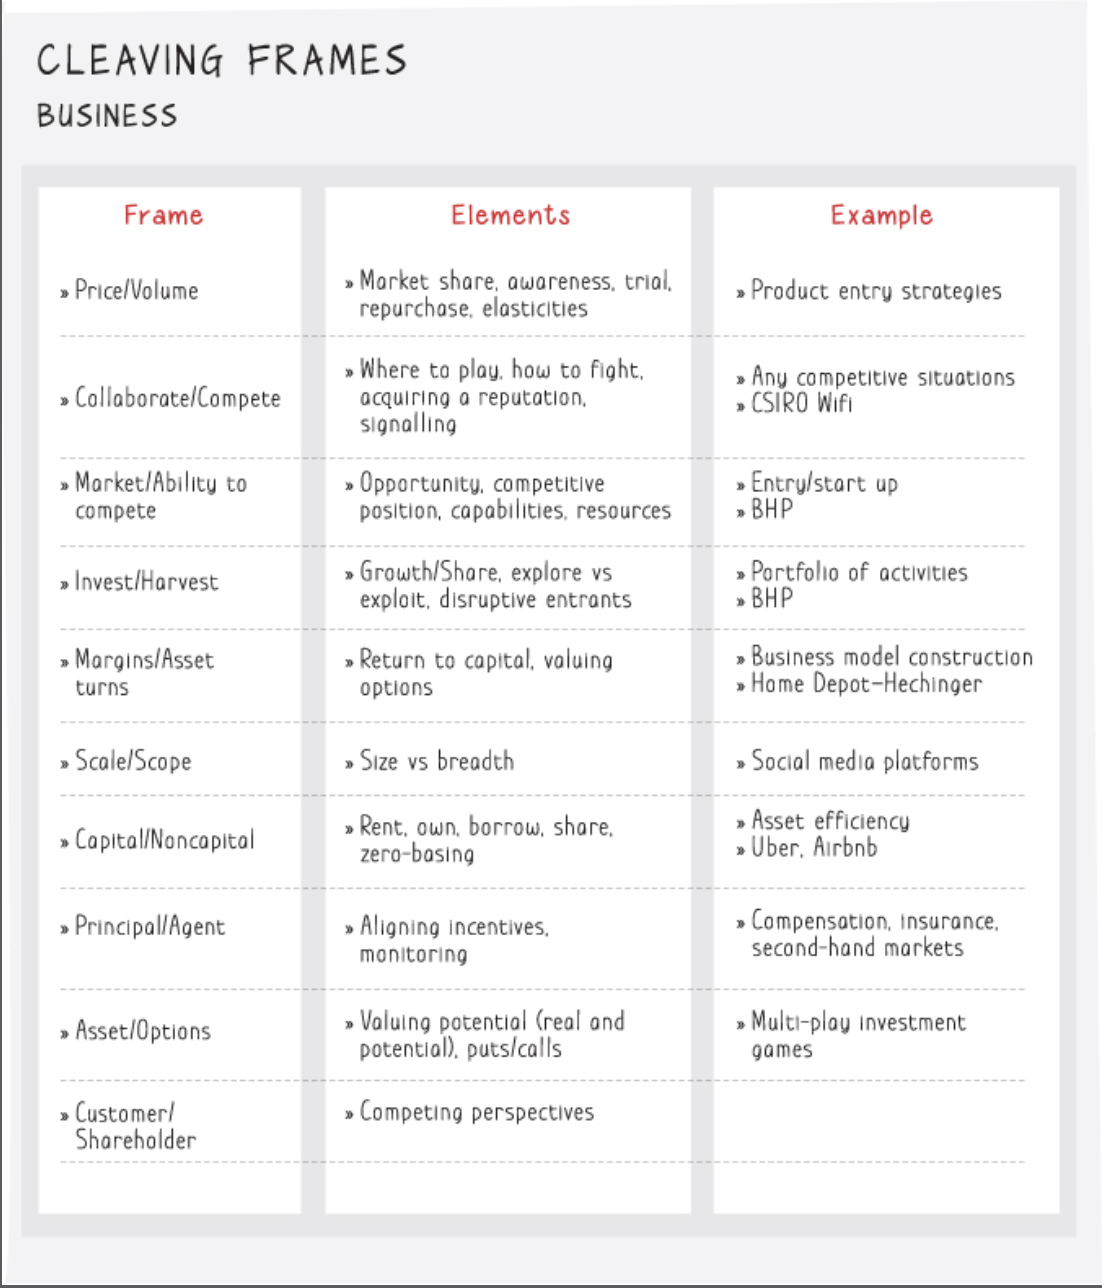 CLEAVING FRAMES
BUSINESS
Frame
Elements
Example
» Price/Volume
» Market share, awareness, trial,
repurchase, elasticities
» Product entry strategies
» Collaborate/Compete
» Where to play, how to fight,
acquiring a reputation,
signalling
» Any competitive situations
» CSIRO Wifi
» Market/Ability to
compete
» Opportunity, competitive
position, capabilities, resources
» Entry/start up
» BHP
» Invest/Harvest
» Growth/Share, explore vs
exploit, disruptive entrants
» Portfolio of activities
» BHP
» Margins/Asset
turns
» Return to capital, valuing
options
» Business model construction
» Home Depot–Hechinger
» Scale/Scope
» Size vs breadth
» Social media platforms
» Capital/Noncapital
» Rent, own, borrow, share,
zero-basing
» Asset efficiency
» Uber, Airbnb
» Principal/Agent
» Aligning incentives,
monitoring
» Compensation, insurance,
second-hand markets
» Asset/Options
» Valuing potential (real and
potential), puts/calls
» Multi-play investment
games
» Customer/
Shareholder
» Competing perspectives